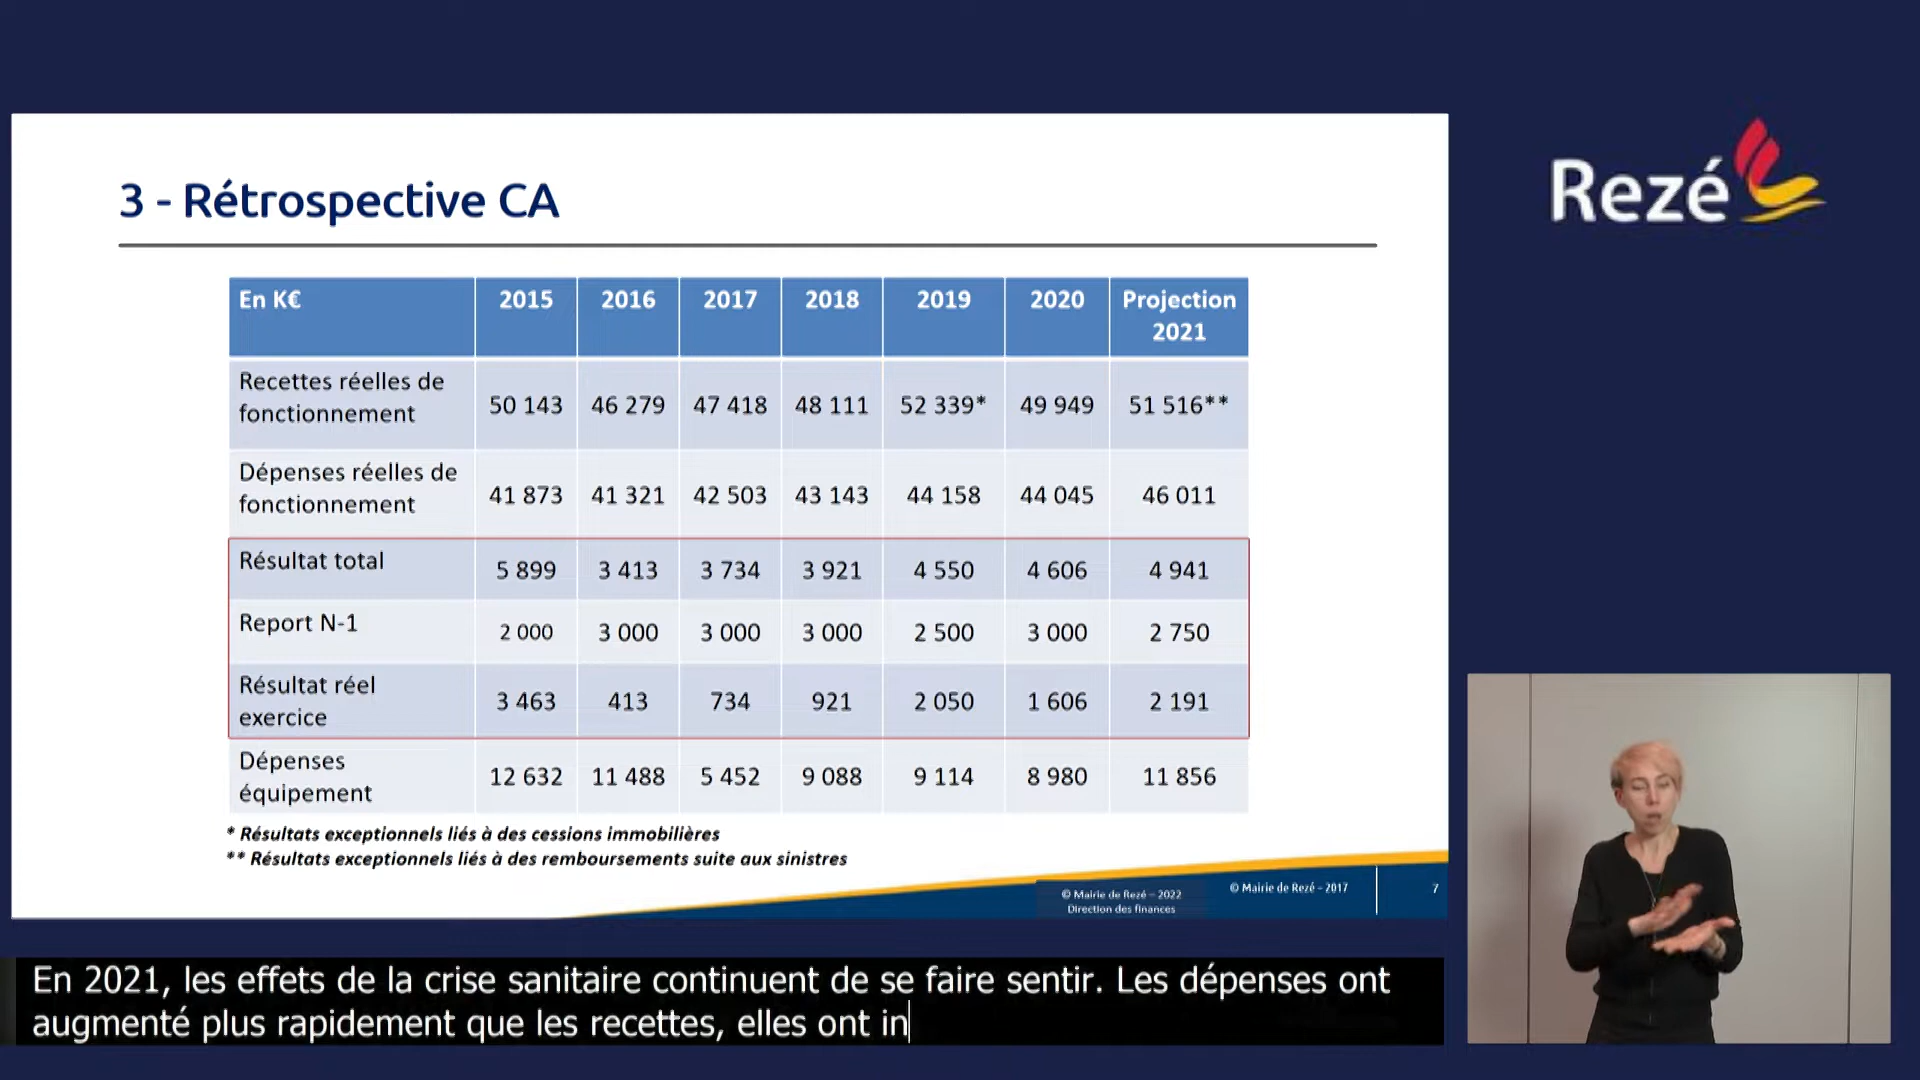 Rezé
3 - Rétrospective CA
En K€ 2015 2016 2017 2018 2019 2020 Projection
2021
Recettes réelles de
fonctionnement 50 143 46 279 47 418 48 111 52 339* 49 949 51 516**
Dépenses réelles de
fonctionnement 41 873 41 321 42 503 43 143 44 158 44 045 46 011
Résultat total 5 899 3 413 3 734 3 921 4 550 4 606 4 941
Report N-1 2 000 3 000 3 000 3 000 2 500 3 000 2 750
Résultat réel
exercice 3 463 413 734 921 2 050 1 606 2 191
Dépenses
équipement 12 632 11 488 5 452 9 088 9 114 8 980 11 856
* Résultats exceptionnels liés à des cessions immobilières
** Résultats exceptionnels liés à des remboursements suite aux sinistres
© Mairie de Rezé – 2022
Direction des finances
© Mairie de Rezé - 2017
7
En 2021, les effets de la crise sanitaire continuent de se faire sentir. Les dépenses ont
augmenté plus rapidement que les recettes, elles ont in